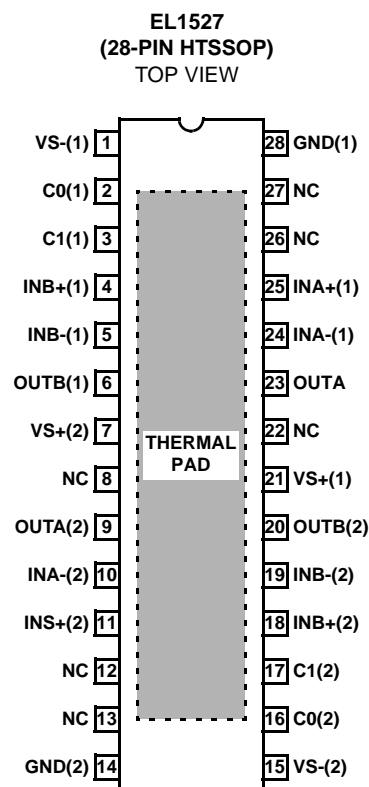 EL1527
(28-PIN HTSSOP)
TOP VIEW
VS-(1) 1 28 GND(1)
C0(1) 2 27 NC
C1(1) 3 26 NC
INB+(1) 4 25 INA+(1)
INB-(1) 5 24 INA-(1)
OUTB(1) 6 23 OUTA
VS+(2) 7 22 NC
THERMAL
PAD
NC 8 21 VS+(1)
OUTA(2) 9 20 OUTB(2)
INA-(2) 10 19 INB-(2)
INS+(2) 11 18 INB+(2)
NC 12 17 C1(2)
NC 13 16 C0(2)
GND(2) 14 15 VS-(2)